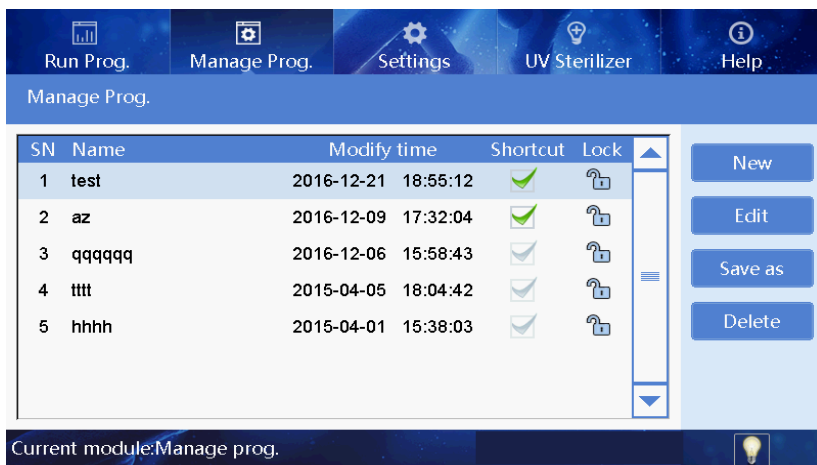 Run Prog. Manage Prog. Settings UV Sterilizer Help
Manage Prog.
SN Name Modify time Shortcut Lock
1 test 2016-12-21 18:55:12
2 az 2016-12-09 17:32:04
3 qqqqqq 2016-12-06 15:58:43
4 tttt 2015-04-05 18:04:42
5 hhhh 2015-04-01 15:38:03
New
Edit
Save as
Delete
Current module:Manage prog.